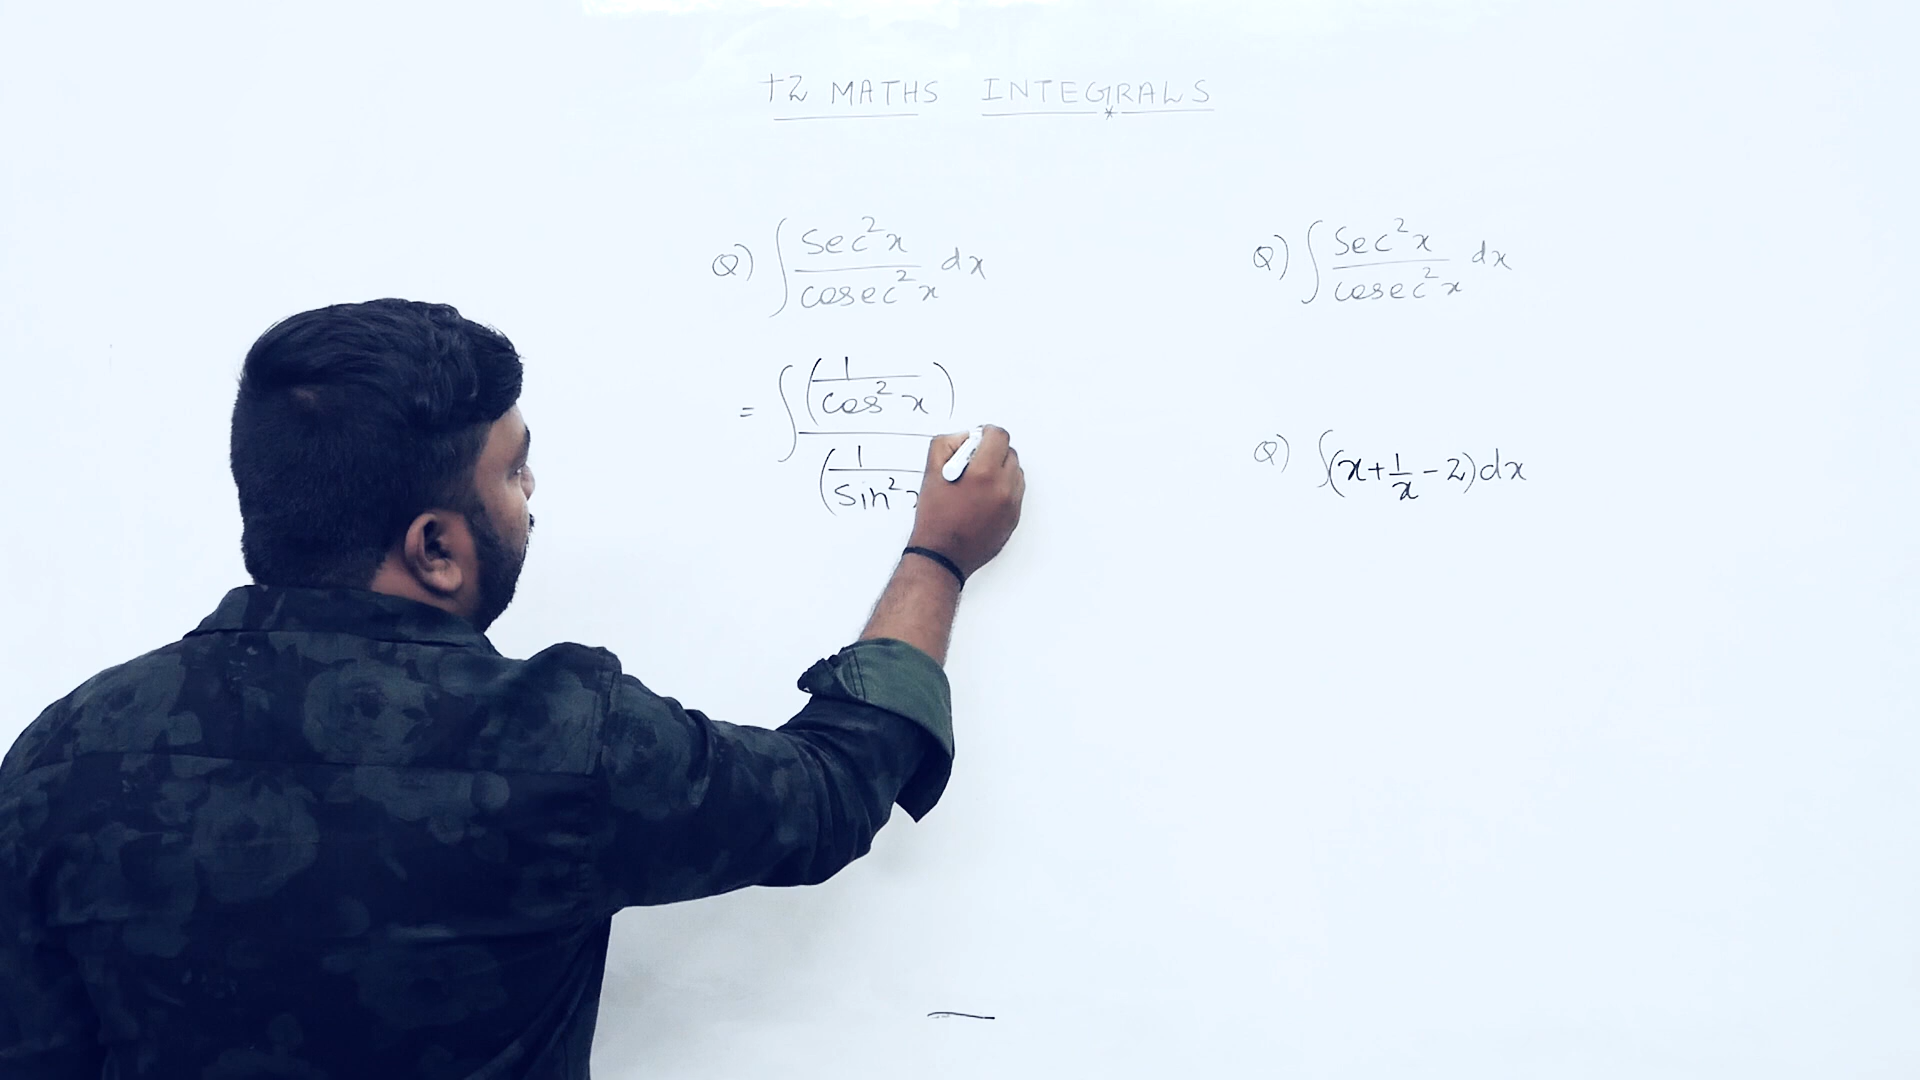 +2 MATHS INTEGRALS
Q) ∫ sec²x / cosec²x dx
= ∫ (1 / cos²x) / (1 / sin²
Q) ∫ sec²x / cosec²x dx
Q) ∫(x + 1/x - 2)dx